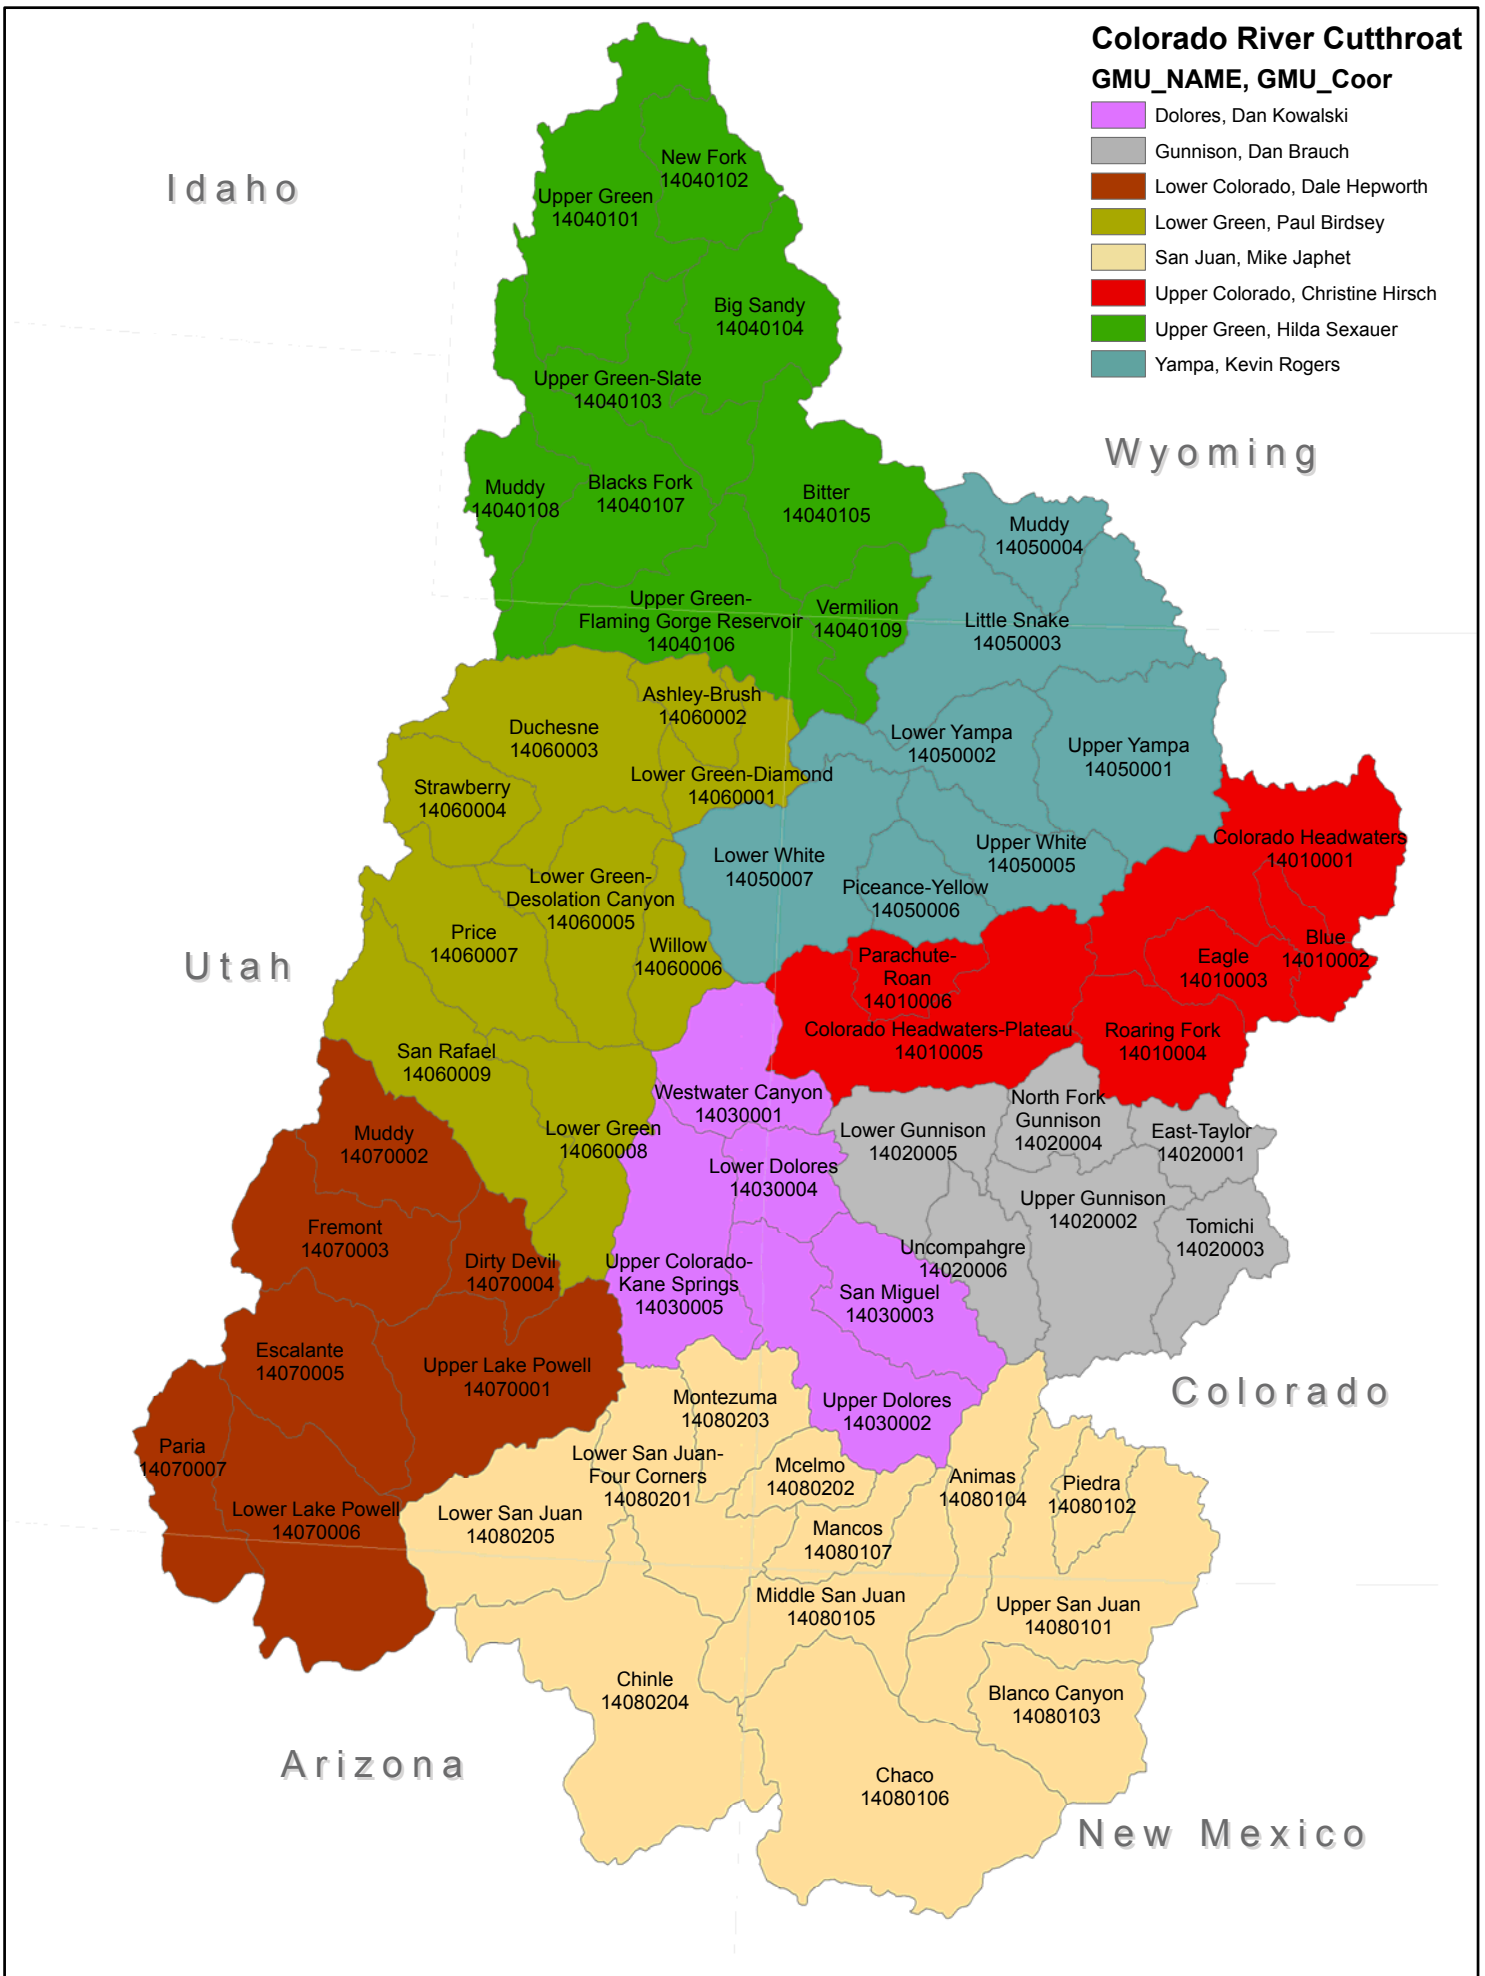 Colorado River Cutthroat
GMU_NAME, GMU_Coor
Dolores, Dan Kowalski
Gunnison, Dan Brauch
Lower Colorado, Dale Hepworth
Lower Green, Paul Birdsey
San Juan, Mike Japhet
Upper Colorado, Christine Hirsch
Upper Green, Hilda Sexauer
Yampa, Kevin Rogers
Idaho
Wyoming
Utah
Colorado
Arizona
New Mexico
New Fork
14040102
Upper Green
14040101
Big Sandy
14040104
Upper Green-Slate
14040103
Muddy
14040108
Blacks Fork
14040107
Bitter
14040105
Upper Green-
Flaming Gorge Reservoir
14040106
Vermilion
14040109
Muddy
14050004
Little Snake
14050003
Lower Yampa
14050002
Upper Yampa
14050001
Upper White
14050005
Lower White
14050007
Piceance-Yellow
14050006
Ashley-Brush
14060002
Duchesne
14060003
Lower Green-Diamond
14060001
Strawberry
14060004
Lower Green-
Desolation Canyon
14060005
Price
14060007
Willow
14060006
San Rafael
14060009
Lower Green
14060008
Colorado Headwaters
14010001
Blue
14010002
Eagle
14010003
Parachute-
Roan
14010006
Colorado Headwaters-Plateau
14010005
Roaring Fork
14010004
Westwater Canyon
14030001
Lower Dolores
14030004
Upper Colorado-
Kane Springs
14030005
San Miguel
14030003
Upper Dolores
14030002
North Fork
Gunnison
14020004
Lower Gunnison
14020005
East-Taylor
14020001
Upper Gunnison
14020002
Tomichi
14020003
Uncompahgre
14020006
Muddy
14070002
Fremont
14070003
Dirty Devil
14070004
Escalante
14070005
Upper Lake Powell
14070001
Paria
14070007
Lower Lake Powell
14070006
Montezuma
14080203
Lower San Juan-
Four Corners
14080201
Mcelmo
14080202
Animas
14080104
Piedra
14080102
Lower San Juan
14080205
Mancos
14080107
Middle San Juan
14080105
Upper San Juan
14080101
Chinle
14080204
Blanco Canyon
14080103
Chaco
14080106